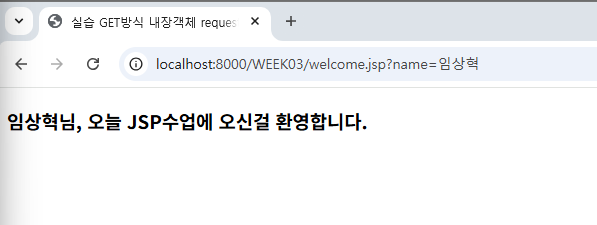 실습 GET방식 내장객체 reques
localhost:8000/WEEK03/welcome.jsp?name=임상혁
임상혁님, 오늘 JSP수업에 오신걸 환영합니다.